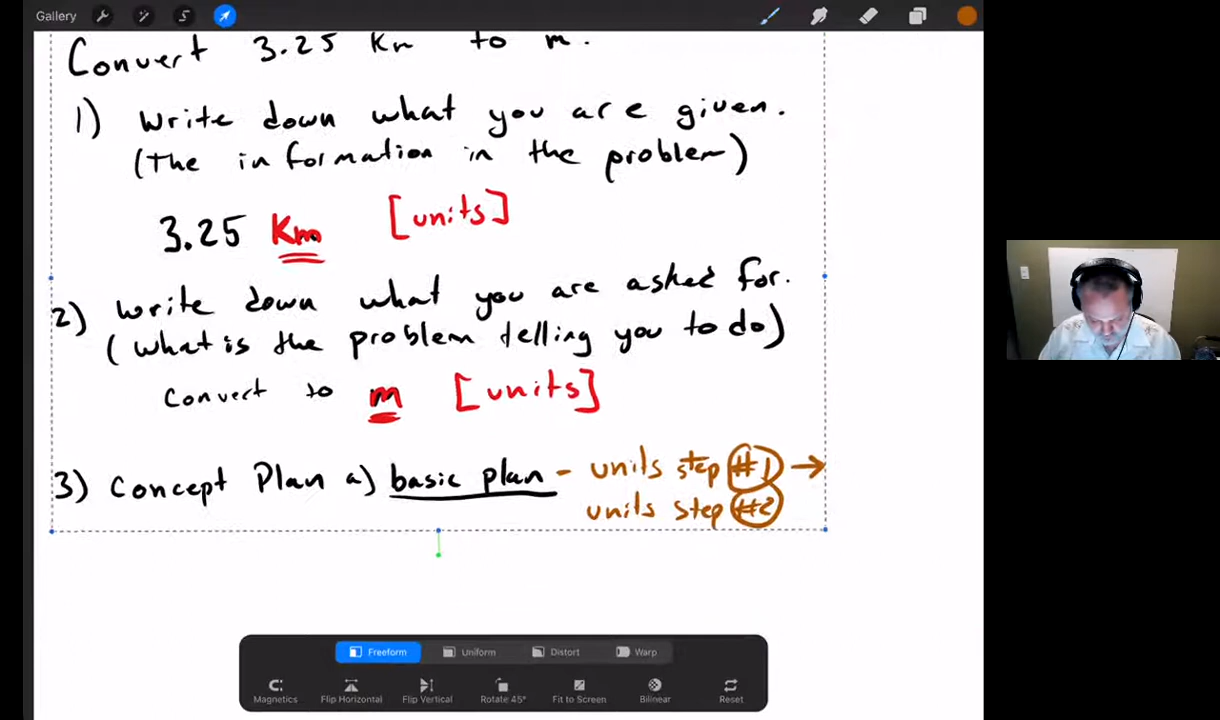 Gallery
Convert 3.25 Km to m.
1) Write down what you are given.
(The information in the problem)
3.25 Km [units]
2) Write down what you are asked for.
(What is the problem telling you to do)
Convert to m [units]
3) Concept Plan a) basic plan - units step #1 →
units step #2
Freeform Uniform Distort Warp
Magnetics Flip Horizontal Flip Vertical Rotate 45° Fit to Screen Bilinear Reset